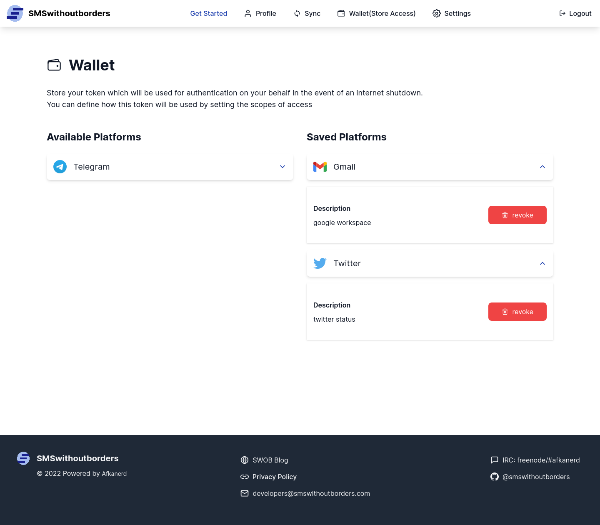 SMSwithoutborders
Get Started
Profile
Sync
Wallet(Store Access)
Settings
Logout
Wallet
Store your token which will be used for authentication on your behalf in the event of an internet shutdown.
You can define how this token will be used by setting the scopes of access
Available Platforms
Telegram
Saved Platforms
Gmail
Description
google workspace
revoke
Twitter
Description
twitter status
revoke
SMSwithoutborders
© 2022 Powered by Afkanerd
SWOB Blog
Privacy Policy
developers@smswithoutborders.com
IRC: freenode/#afkanerd
@smswithoutborders